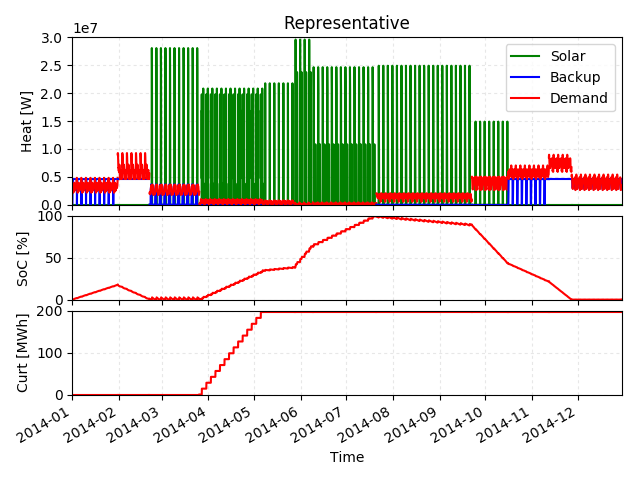 Representative
1e7
3.0
2.5
2.0
1.5
1.0
0.5
0.0
Heat [W]
Solar
Backup
Demand
100
50
0
SoC [%]
200
100
0
Curt [MWh]
2014-01
2014-02
2014-03
2014-04
2014-05
2014-06
2014-07
2014-08
2014-09
2014-10
2014-11
2014-12
Time